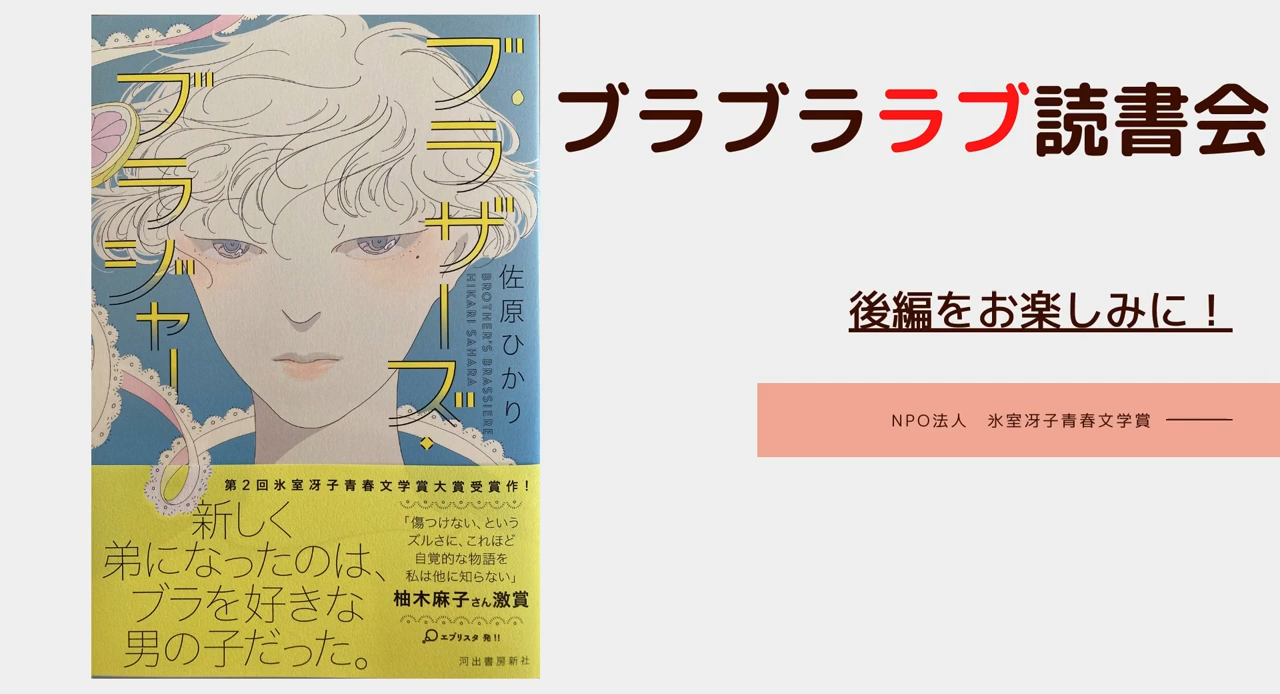 ブラザーズ・
ブラジャー
佐原ひかり
BROTHER'S BRASSIERE
HIKARI SAHARA
第2回氷室冴子青春文学賞大賞受賞作!
新しく
弟になったのは、
ブラを好きな
男の子だった。
「傷つけない、という
ズルさに、これほど
自覚的な物語を
私は他に知らない」
柚木麻子さん激賞
エブリスタ発!!
河出書房新社
ブラブララブ読書会
後編をお楽しみに!
NPO法人 氷室冴子青春文学賞